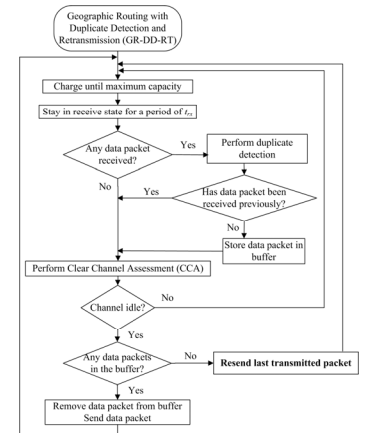 Geographic Routing with
Duplicate Detection and
Retransmission (GR-DD-RT)
Charge until maximum capacity
Stay in receive state for a period of t_rx
Any data packet
received?
Yes
Perform duplicate
detection
No
Yes
Has data packet been
received previously?
No
Store data packet in
buffer
Perform Clear Channel Assessment (CCA)
Channel idle?
No
Yes
Any data packets
in the buffer?
No
Resend last transmitted packet
Yes
Remove data packet from buffer
Send data packet